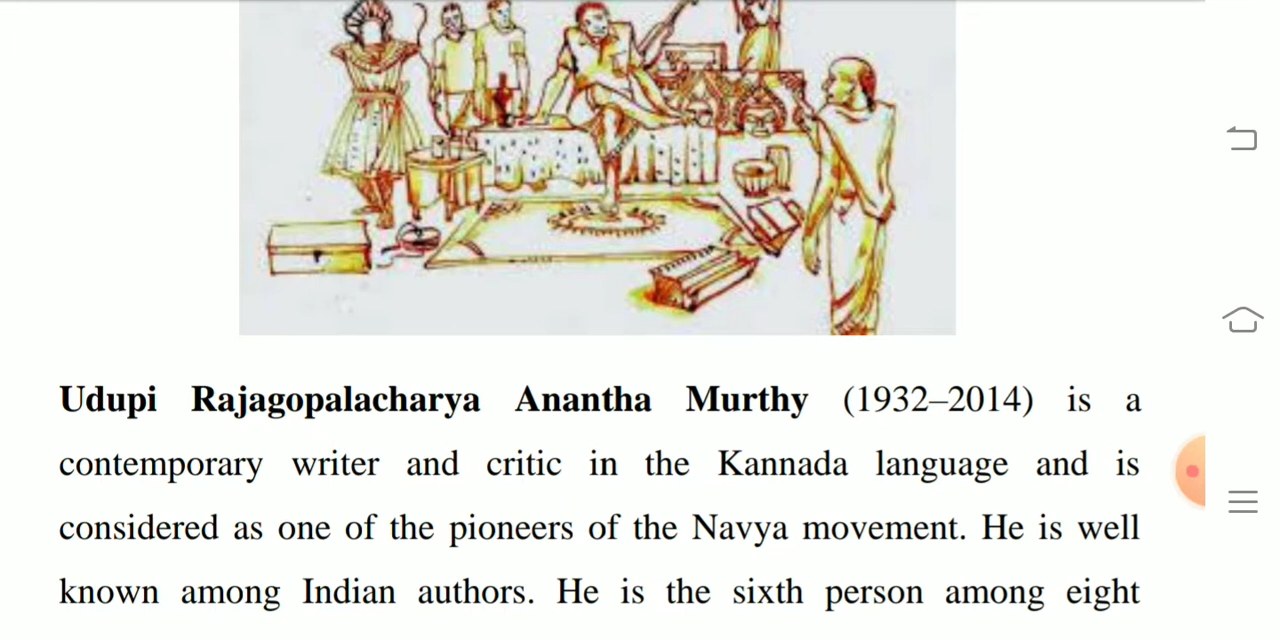 Udupi Rajagopalacharya Anantha Murthy (1932–2014) is a
contemporary writer and critic in the Kannada language and is
considered as one of the pioneers of the Navya movement. He is well
known among Indian authors. He is the sixth person among eight